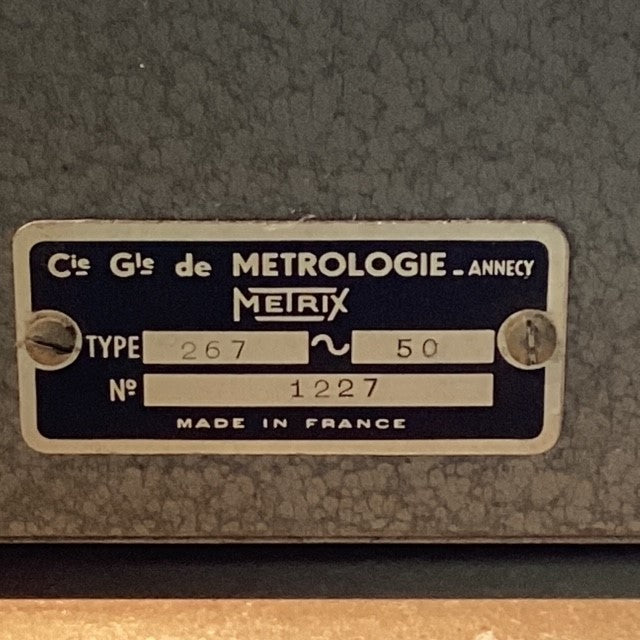 Cie Gle de METROLOGIE - ANNECY
METRIX
TYPE 267 ~ 50
Nº 1227
MADE IN FRANCE